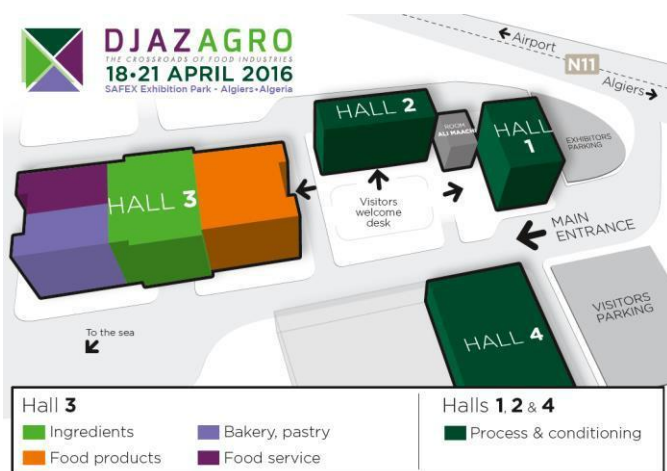 DJAZAGRO
THE CROSSROADS OF FOOD INDUSTRIES
18•21 APRIL 2016
SAFEX Exhibition Park - Algiers•Algeria
Airport
N11
Algiers
HALL 2
ROOM
ALI MAACHI
HALL
1
EXHIBITORS
PARKING
HALL 3
Visitors
welcome
desk
MAIN
ENTRANCE
VISITORS
PARKING
HALL 4
To the sea
Hall 3
Ingredients
Food products
Bakery, pastry
Food service
Halls 1, 2 & 4
Process & conditioning